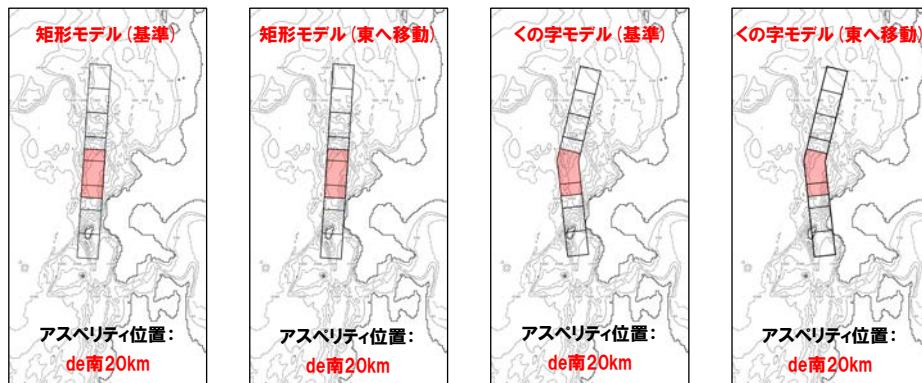 矩形モデル(基準)
アスペリティ位置:
de南20km
矩形モデル(東へ移動)
アスペリティ位置:
de南20km
くの字モデル(基準)
アスペリティ位置:
de南20km
くの字モデル(東へ移動)
アスペリティ位置:
de南20km